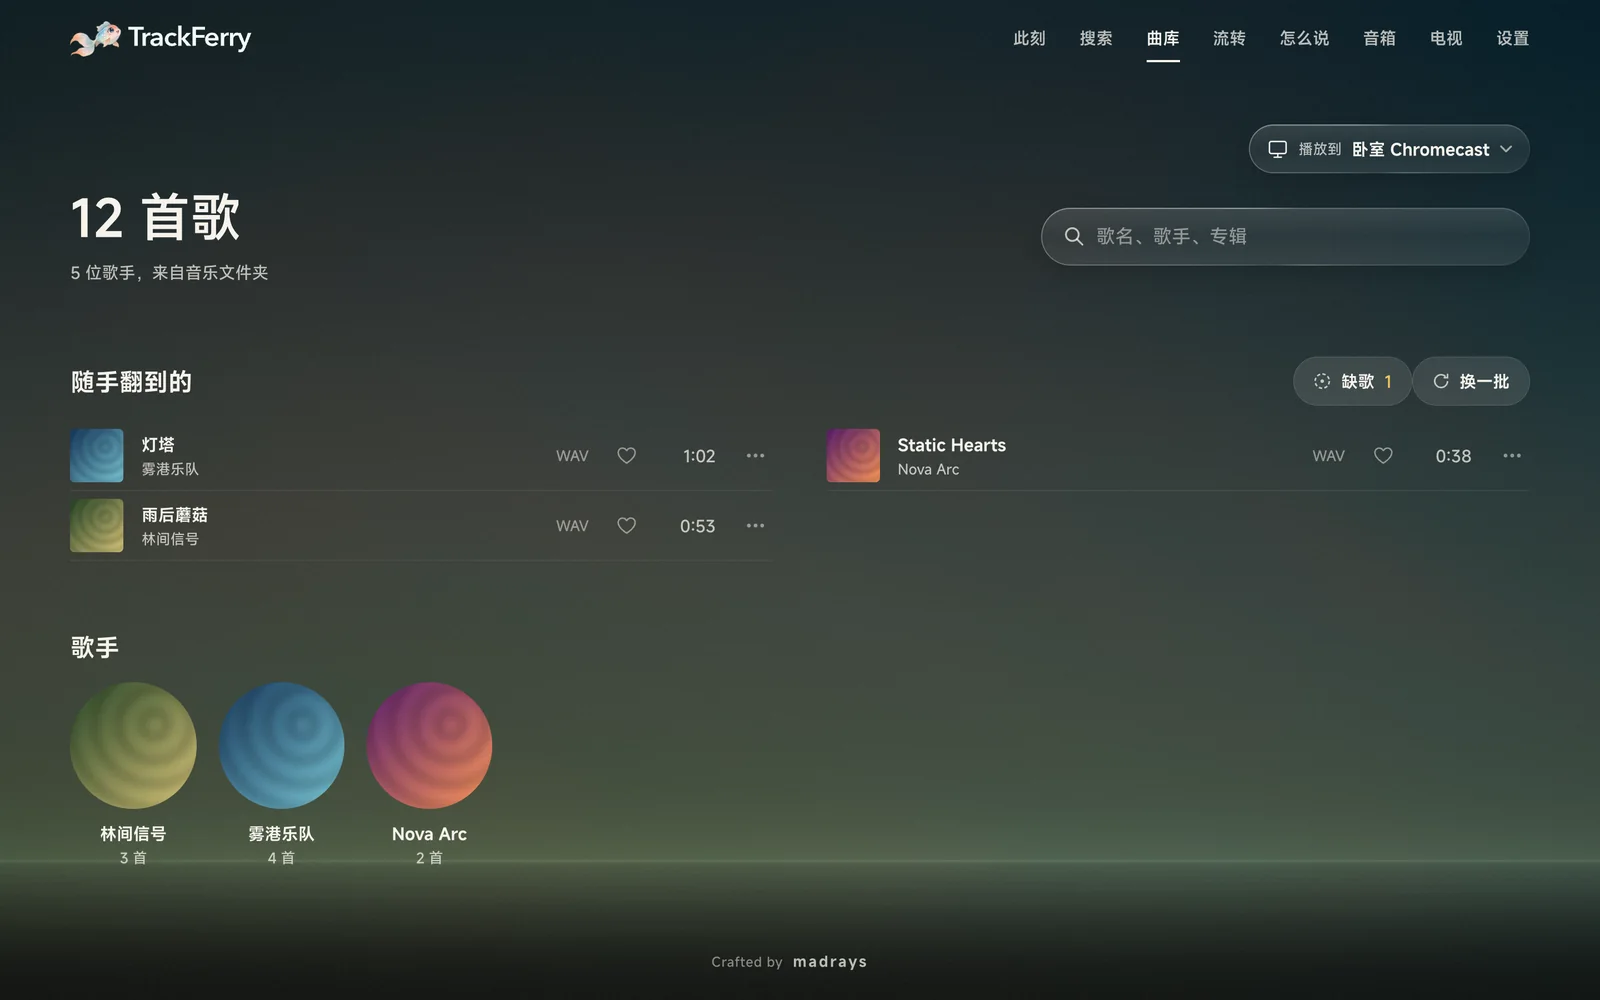 TrackFerry
此刻 搜索 曲库 流转 怎么说 音箱 电视 设置
播放到 卧室 Chromecast
12 首歌
歌名、歌手、专辑
5 位歌手，来自音乐文件夹
随手翻到的
缺歌 1 换一批
灯塔
雾港乐队
WAV 1:02
Static Hearts
Nova Arc
WAV 0:38
雨后蘑菇
林间信号
WAV 0:53
歌手
林间信号
3 首
雾港乐队
4 首
Nova Arc
2 首
Crafted by madrays